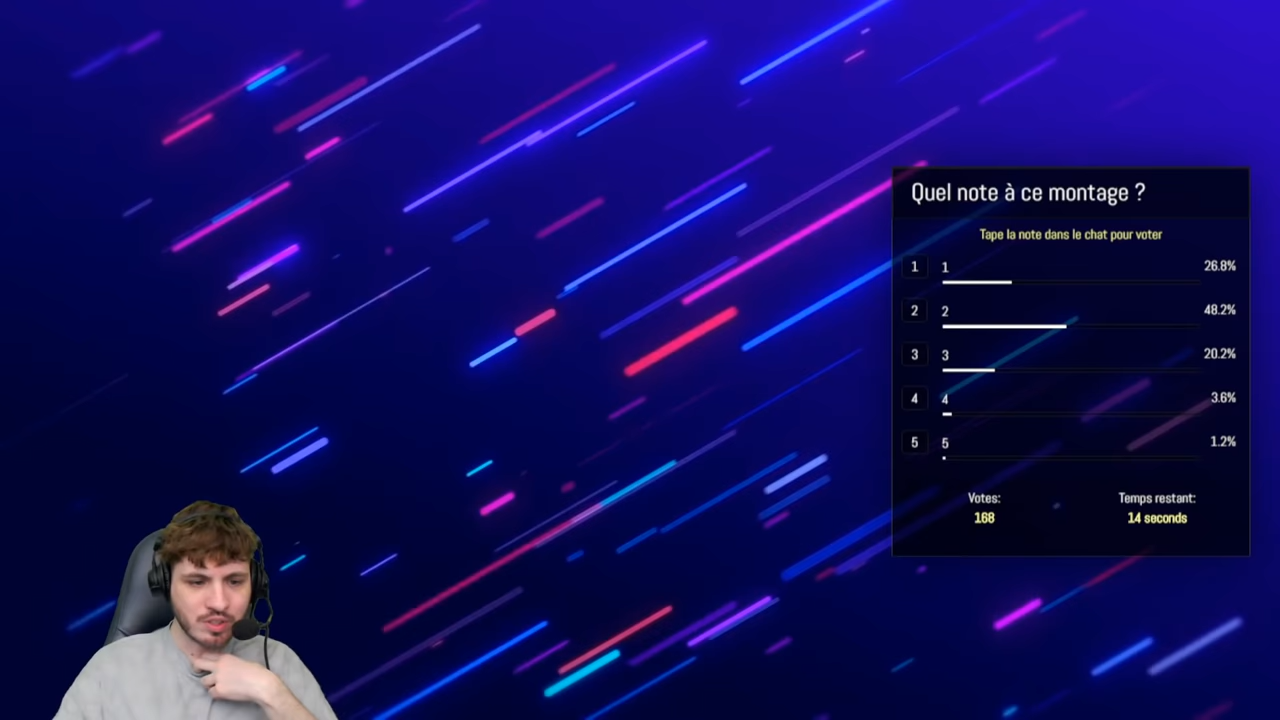 Quel note à ce montage ?
Tape la note dans le chat pour voter
1 1 26.8%
2 2 48.2%
3 3 20.2%
4 4 3.6%
5 5 1.2%
Votes: Temps restant:
168 14 seconds